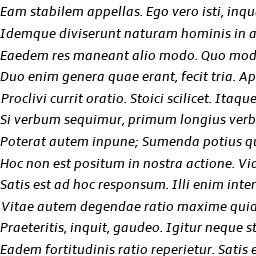 Eam stabilem appellas. Ego vero isti, inqu
Idemque diviserunt naturam hominis in a
Eaedem res maneant alio modo. Quo mod
Duo enim genera quae erant, fecit tria. Ap
Proclivi currit oratio. Stoici scilicet. Itaque
Si verbum sequimur, primum longius verb
Poterat autem inpune; Sumenda potius qu
Hoc non est positum in nostra actione. Vid
Satis est ad hoc responsum. Illi enim inter
Vitae autem degendae ratio maxime quid
Praeteritis, inquit, gaudeo. Igitur neque st
Eadem fortitudinis ratio reperietur. Satis e